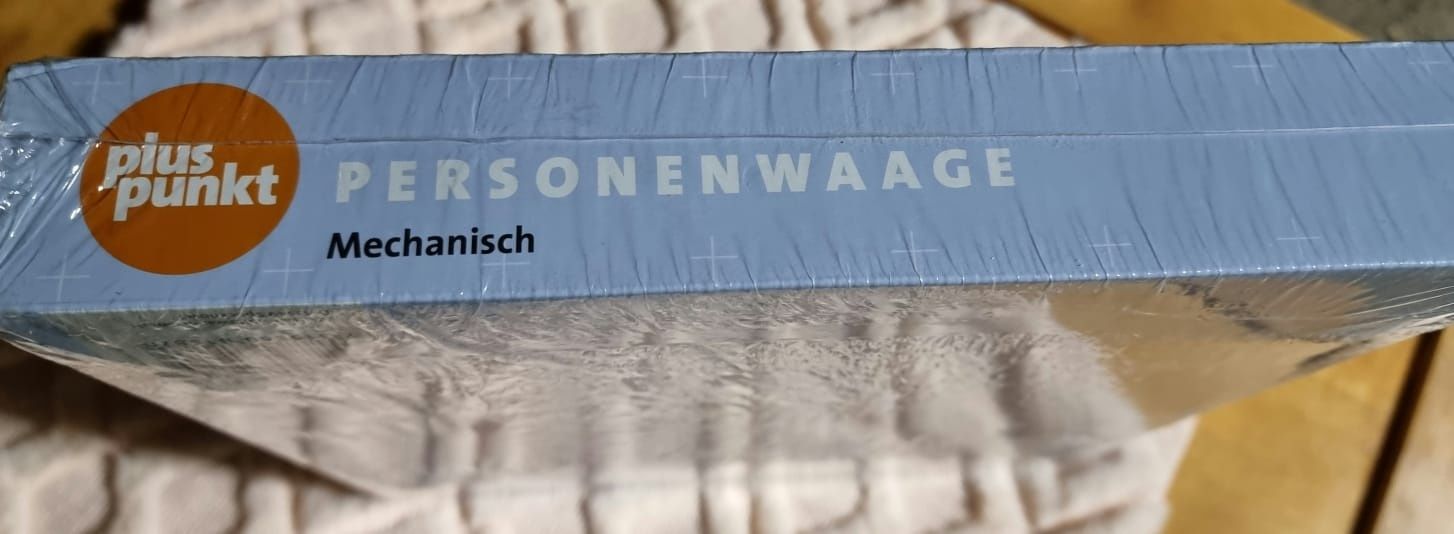 plus
punkt
PERSONENWAAGE
Mechanisch